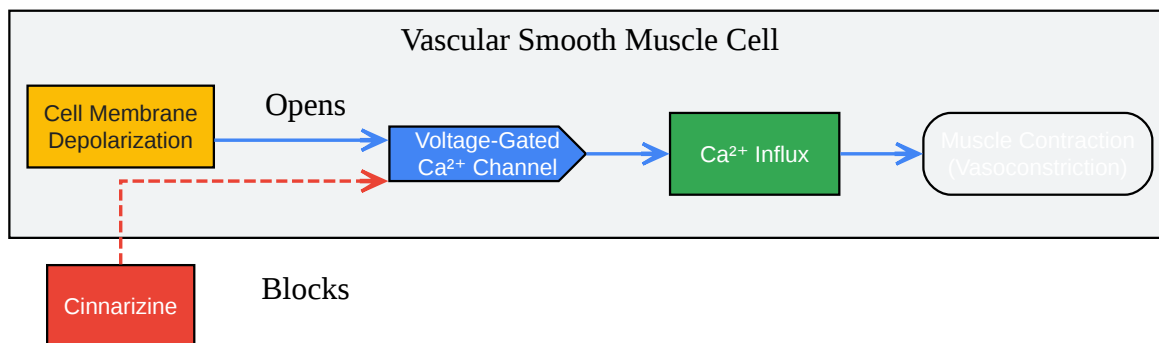 Vascular Smooth Muscle Cell
Cell Membrane
Depolarization
Opens
Voltage-Gated
Ca²⁺ Channel
Ca²⁺ Influx
Muscle Contraction
(Vasoconstriction)
Cinnarizine
Blocks